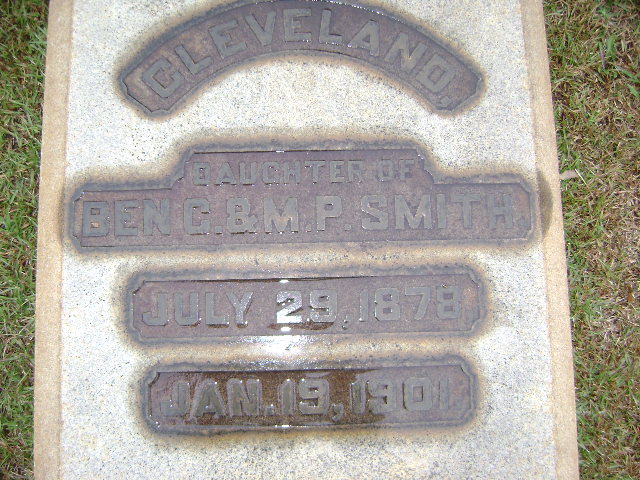 CLEVELAND,
DAUGHTER OF
BEN C. & M. P. SMITH.
JULY 29, 1878,
JAN. 19, 1901.